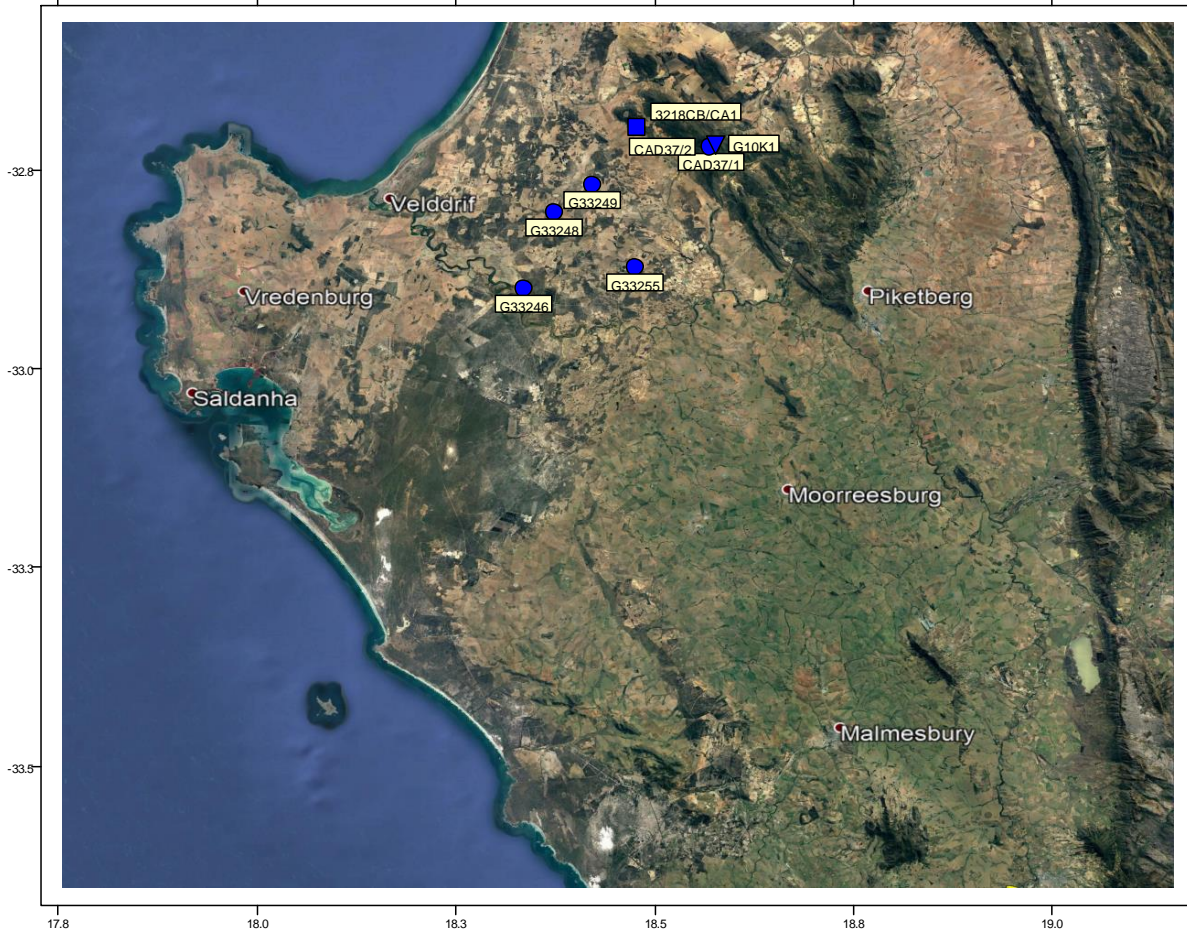 3218CB/CA1
CAD37/2
G10K1
CAD37/1
-32.8
G33249
Velddrif
G33248
G33255
Vredenburg
Piketberg
G33246
-33.0
Saldanha
Moorreesburg
-33.3
Malmesbury
-33.5
17.8
18.0
18.3
18.5
18.8
19.0